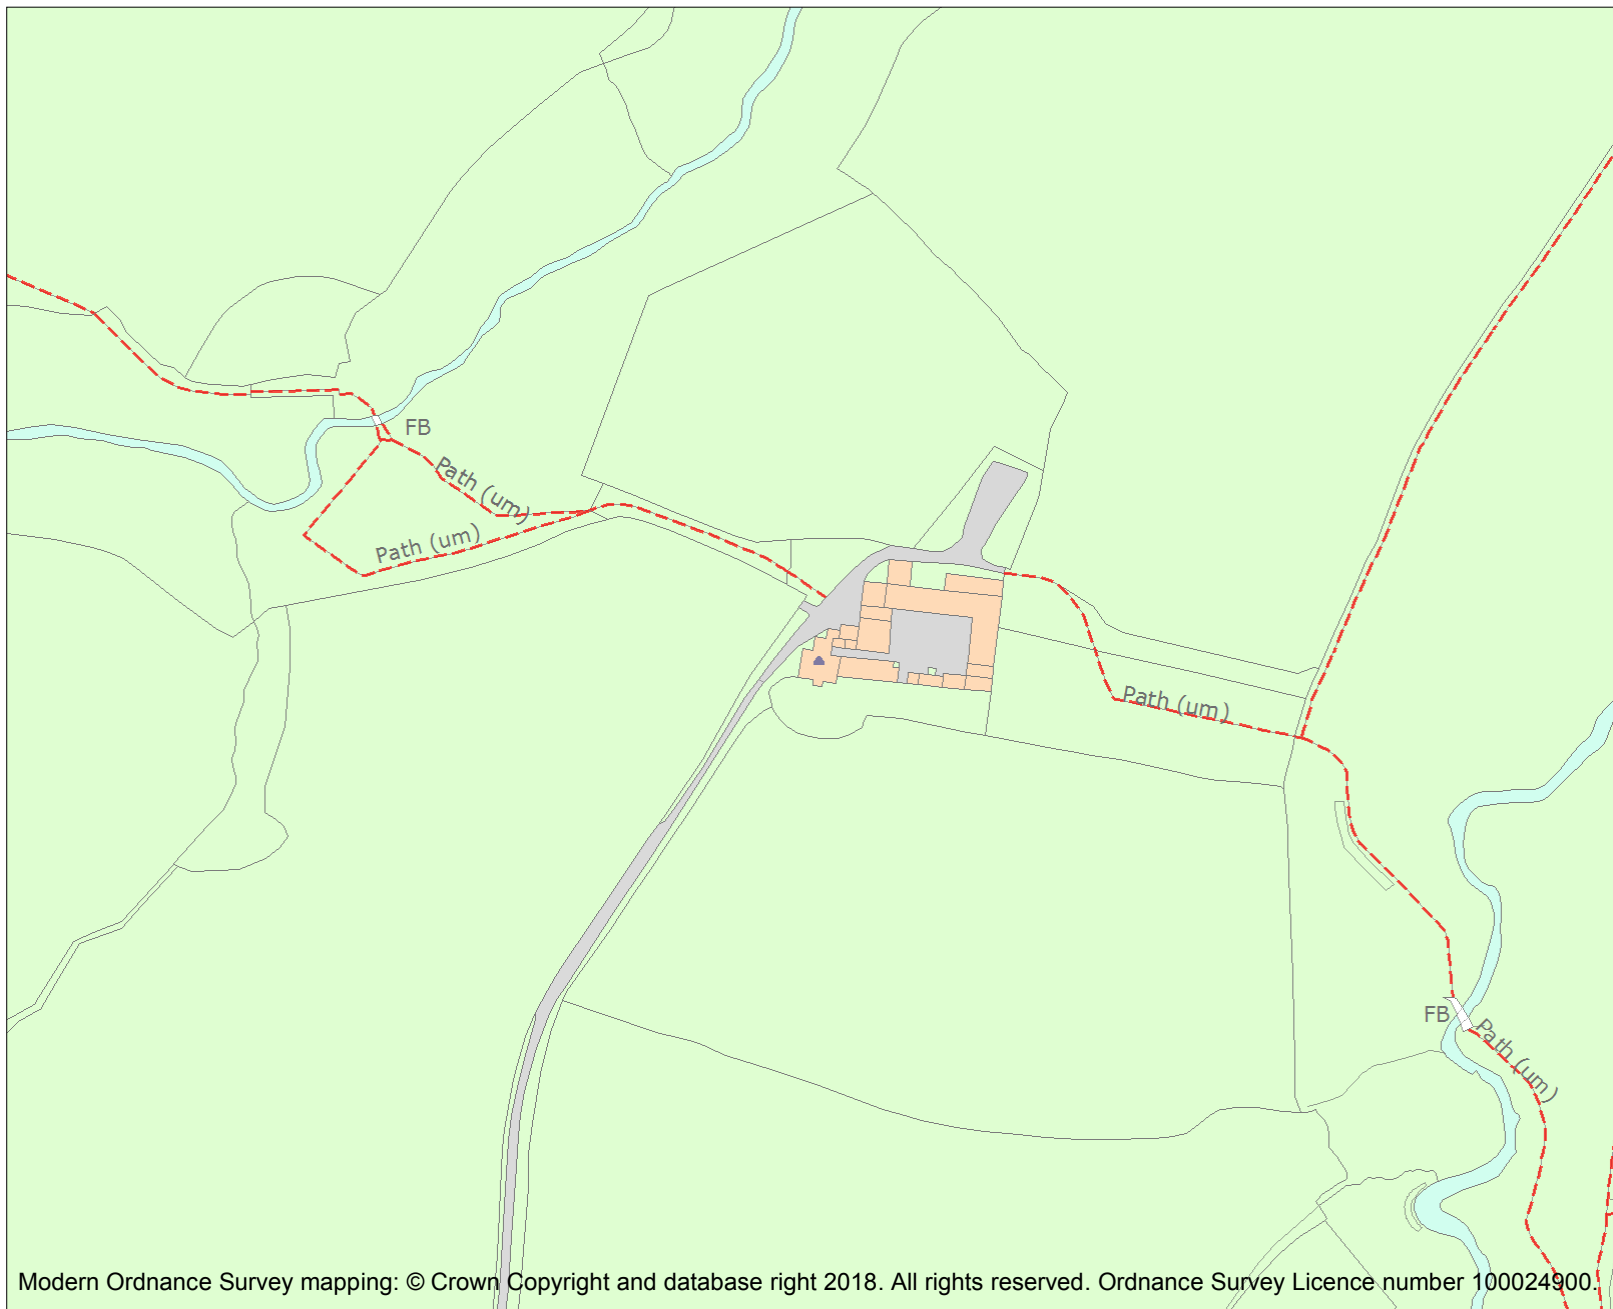 FB
Path (um)
Path (um)
Path (um)
FB
Path (um)
Modern Ordnance Survey mapping: © Crown Copyright and database right 2018. All rights reserved. Ordnance Survey Licence number 100024900.